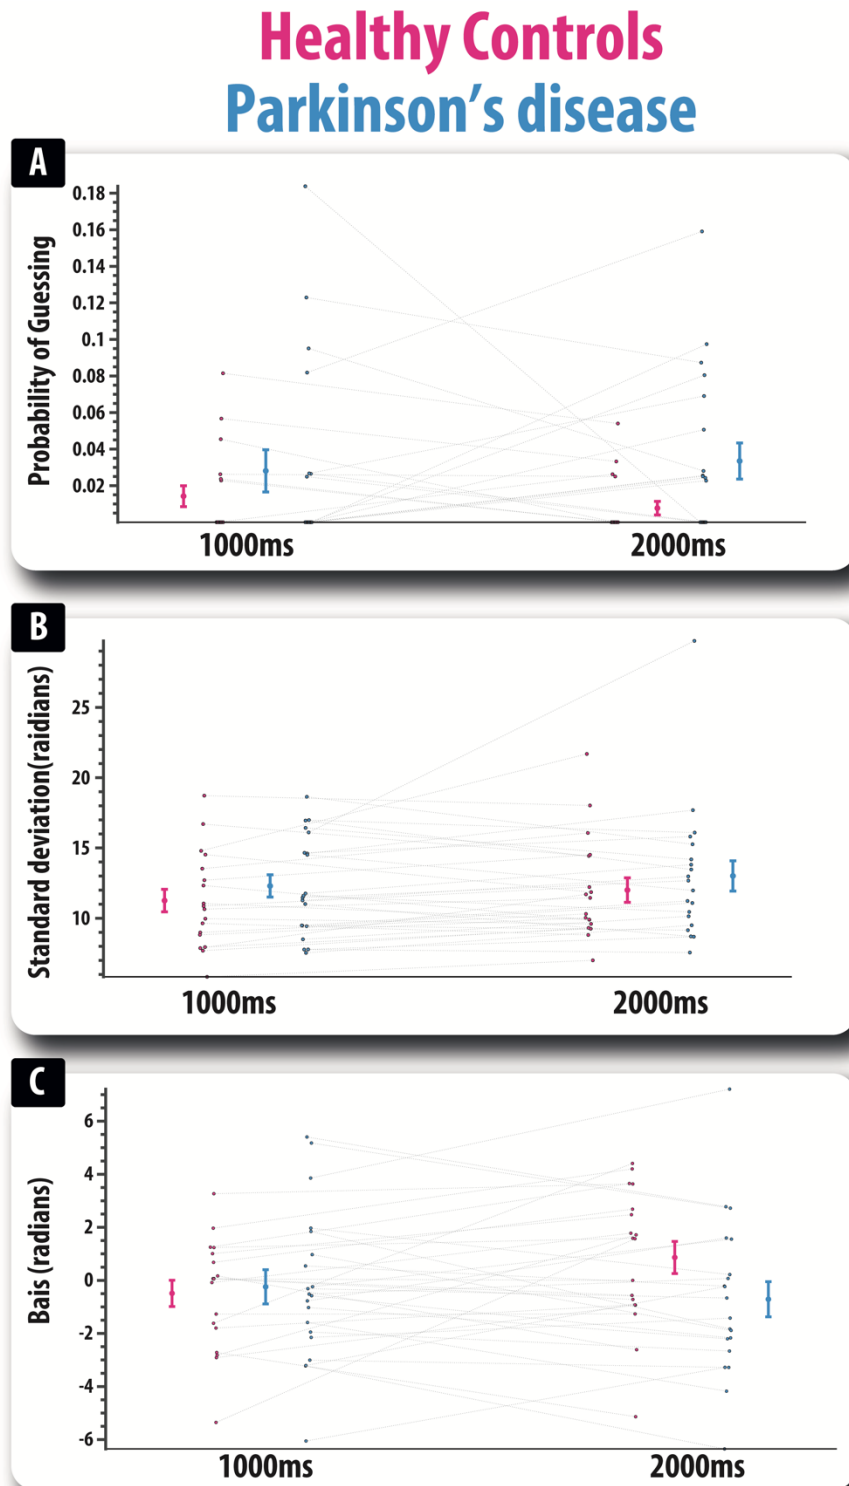 Healthy Controls
Parkinson's disease
A
Probability of Guessing
0.18
0.16
0.14
0.12
0.1
0.08
0.06
0.04
0.02
1000ms 2000ms
B
Standard deviation(raidians)
25
20
15
10
1000ms 2000ms
C
Bais (radians)
6
4
2
0
-2
-4
-6
1000ms 2000ms